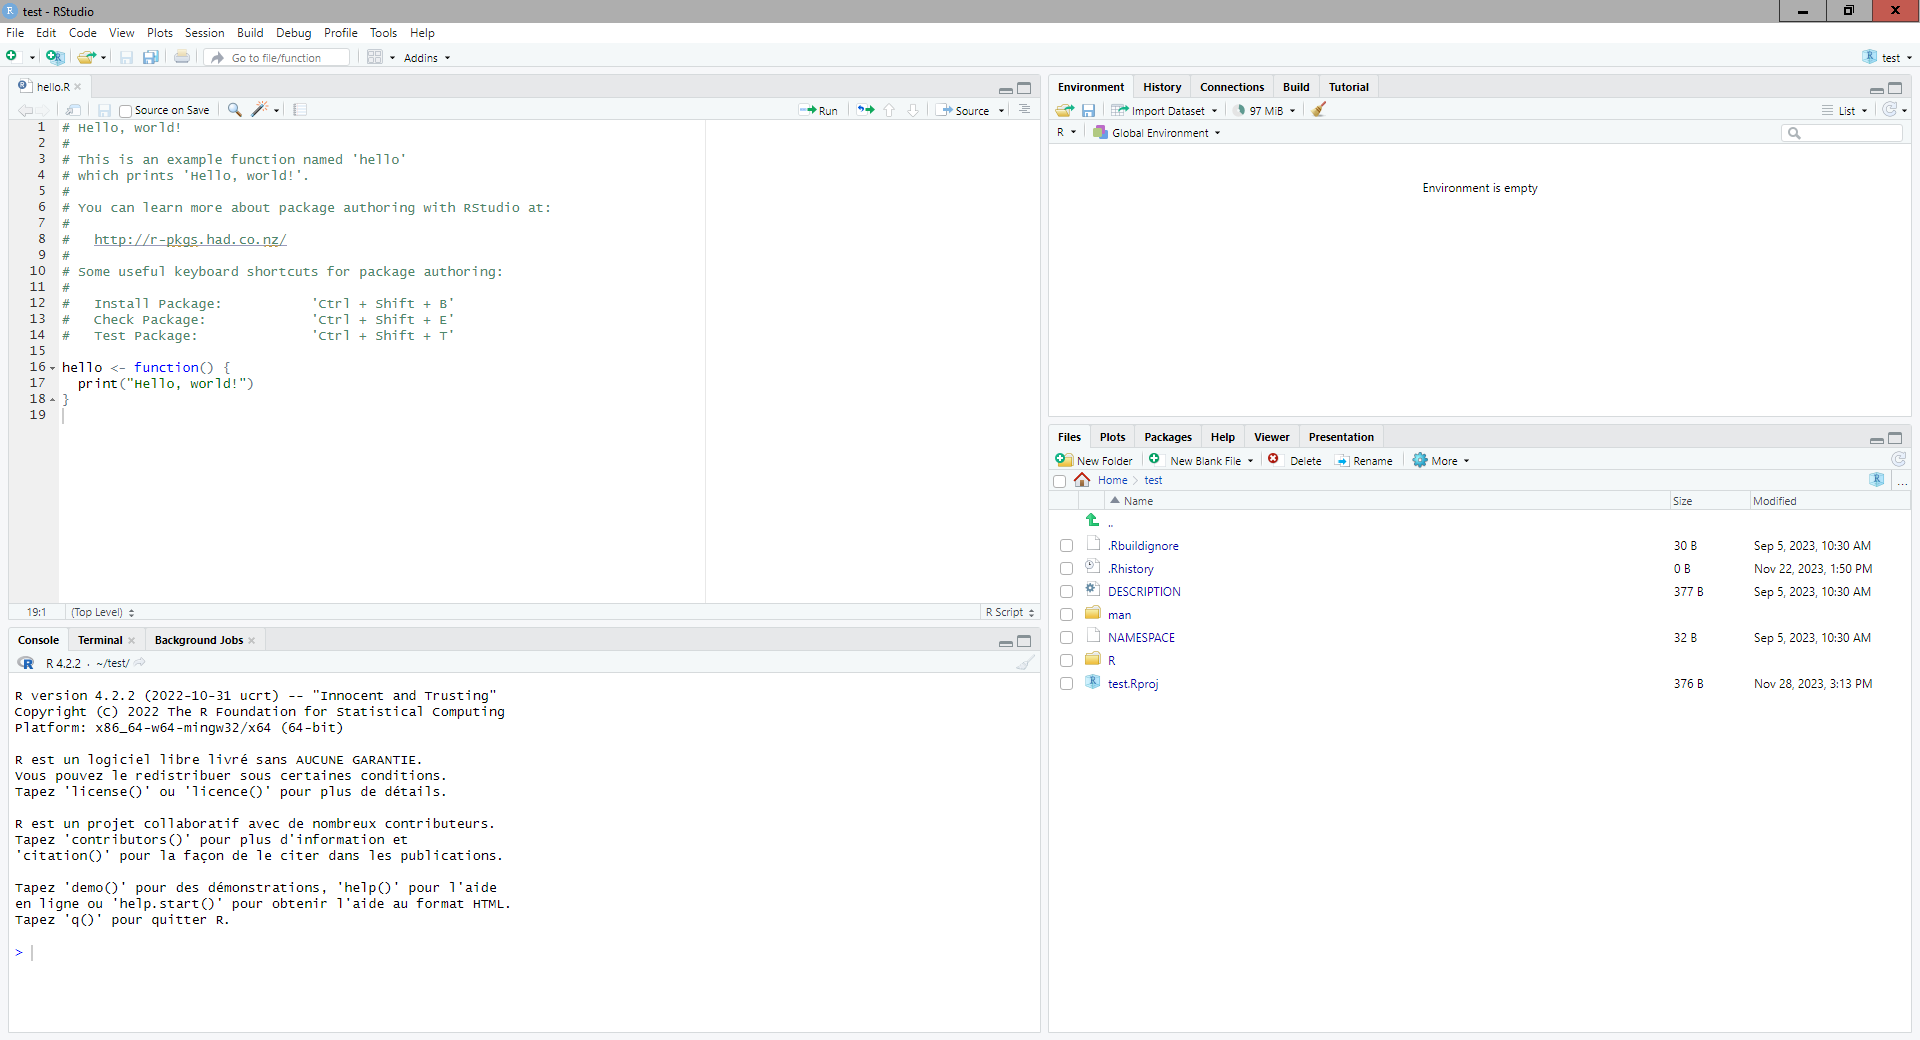 test - RStudio
File Edit Code View Plots Session Build Debug Profile Tools Help
Go to file/function Addins test
hello.R
Source on Save Run Source
1 # Hello, world!
2 #
3 # This is an example function named 'hello'
4 # which prints 'Hello, world!'.
5 #
6 # You can learn more about package authoring with RStudio at:
7 #
8 #   http://r-pkgs.had.co.nz/
9 #
10 # Some useful keyboard shortcuts for package authoring:
11 #
12 #   Install Package:           'Ctrl + Shift + B'
13 #   Check Package:             'Ctrl + Shift + E'
14 #   Test Package:              'Ctrl + Shift + T'
15
16 hello <- function() {
17   print("Hello, world!")
18 }
19
19:1 (Top Level) R Script
Console Terminal Background Jobs
R 4.2.2 · ~/test/
R version 4.2.2 (2022-10-31 ucrt) -- "Innocent and Trusting"
Copyright (C) 2022 The R Foundation for Statistical Computing
Platform: x86_64-w64-mingw32/x64 (64-bit)
R est un logiciel libre livré sans AUCUNE GARANTIE.
Vous pouvez le redistribuer sous certaines conditions.
Tapez 'license()' ou 'licence()' pour plus de détails.
R est un projet collaboratif avec de nombreux contributeurs.
Tapez 'contributors()' pour plus d'information et
'citation()' pour la façon de le citer dans les publications.
Tapez 'demo()' pour des démonstrations, 'help()' pour l'aide
en ligne ou 'help.start()' pour obtenir l'aide au format HTML.
Tapez 'q()' pour quitter R.
>
Environment History Connections Build Tutorial
Import Dataset 97 MiB List
R Global Environment
Environment is empty
Files Plots Packages Help Viewer Presentation
New Folder New Blank File Delete Rename More
Home test ...
Name Size Modified
..
.Rbuildignore 30 B Sep 5, 2023, 10:30 AM
.Rhistory 0 B Nov 22, 2023, 1:50 PM
DESCRIPTION 377 B Sep 5, 2023, 10:30 AM
man
NAMESPACE 32 B Sep 5, 2023, 10:30 AM
R
test.Rproj 376 B Nov 28, 2023, 3:13 PM